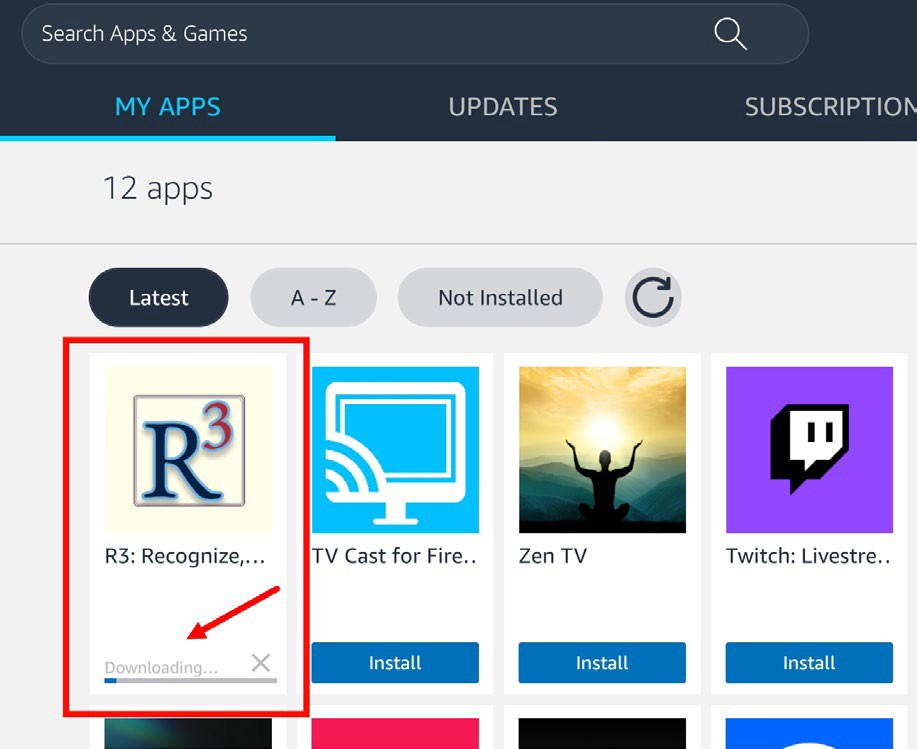 Search Apps & Games
MY APPS UPDATES SUBSCRIPTION
12 apps
Latest A - Z Not Installed
R3
R3: Recognize,... TV Cast for Fire.. Zen TV Twitch: Livestre..
Downloading... Install Install Install